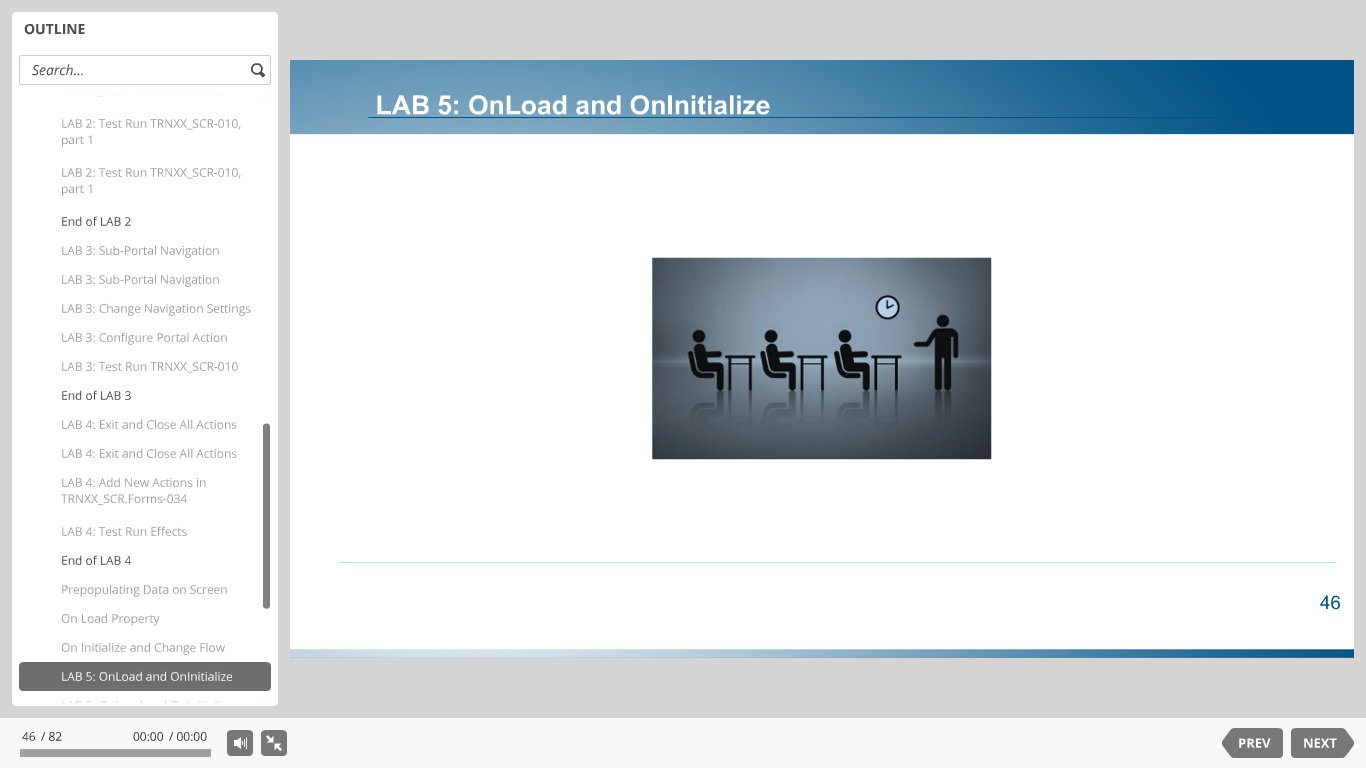 OUTLINE
Search...
LAB 2: Test Run TRNXX_SCR-010,
part 1
LAB 2: Test Run TRNXX_SCR-010,
part 1
End of LAB 2
LAB 3: Sub-Portal Navigation
LAB 3: Sub-Portal Navigation
LAB 3: Change Navigation Settings
LAB 3: Configure Portal Action
LAB 3: Test Run TRNXX_SCR-010
End of LAB 3
LAB 4: Exit and Close All Actions
LAB 4: Exit and Close All Actions
LAB 4: Add New Actions in
TRNXX_SCR.Forms-034
LAB 4: Test Run Effects
End of LAB 4
Prepopulating Data on Screen
On Load Property
On Initialize and Change Flow
LAB 5: OnLoad and OnInitialize
LAB 5: OnLoad and OnInitialize
46
46 / 82
00:00 / 00:00
PREV
NEXT